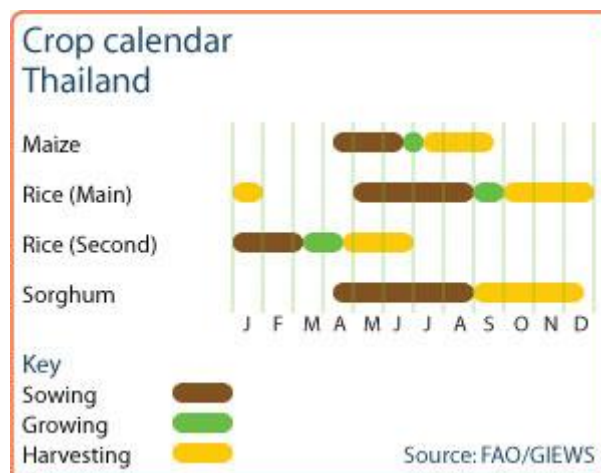 Crop calendar
Thailand
Maize
Rice (Main)
Rice (Second)
Sorghum
J F M A M J J A S O N D
Key
Sowing
Growing
Harvesting
Source: FAO/GIEWS